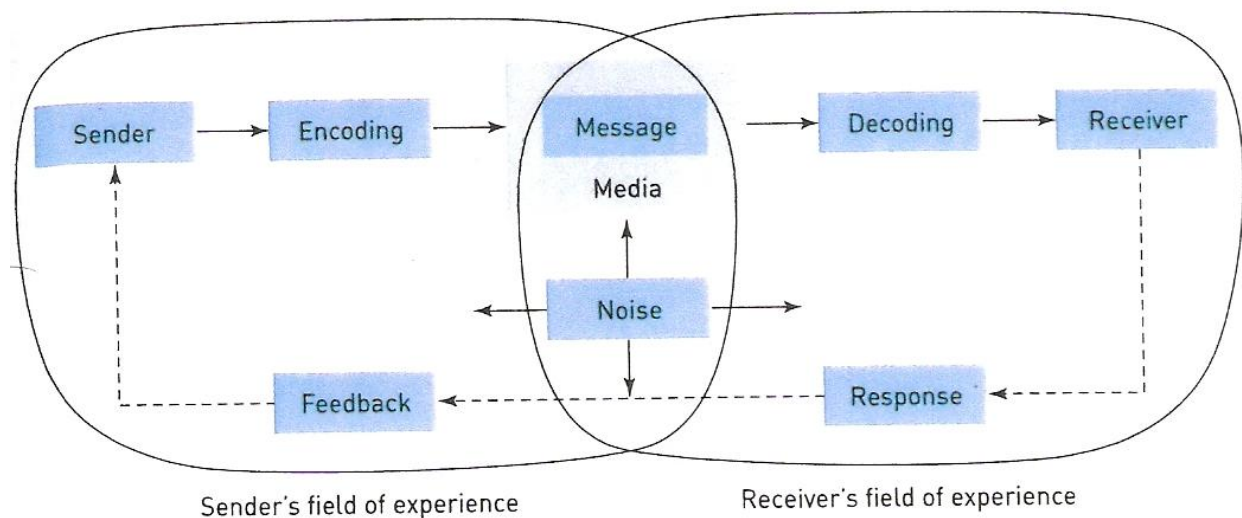 Sender
Encoding
Message
Decoding
Receiver
Media
Noise
Feedback
Response
Sender's field of experience
Receiver's field of experience